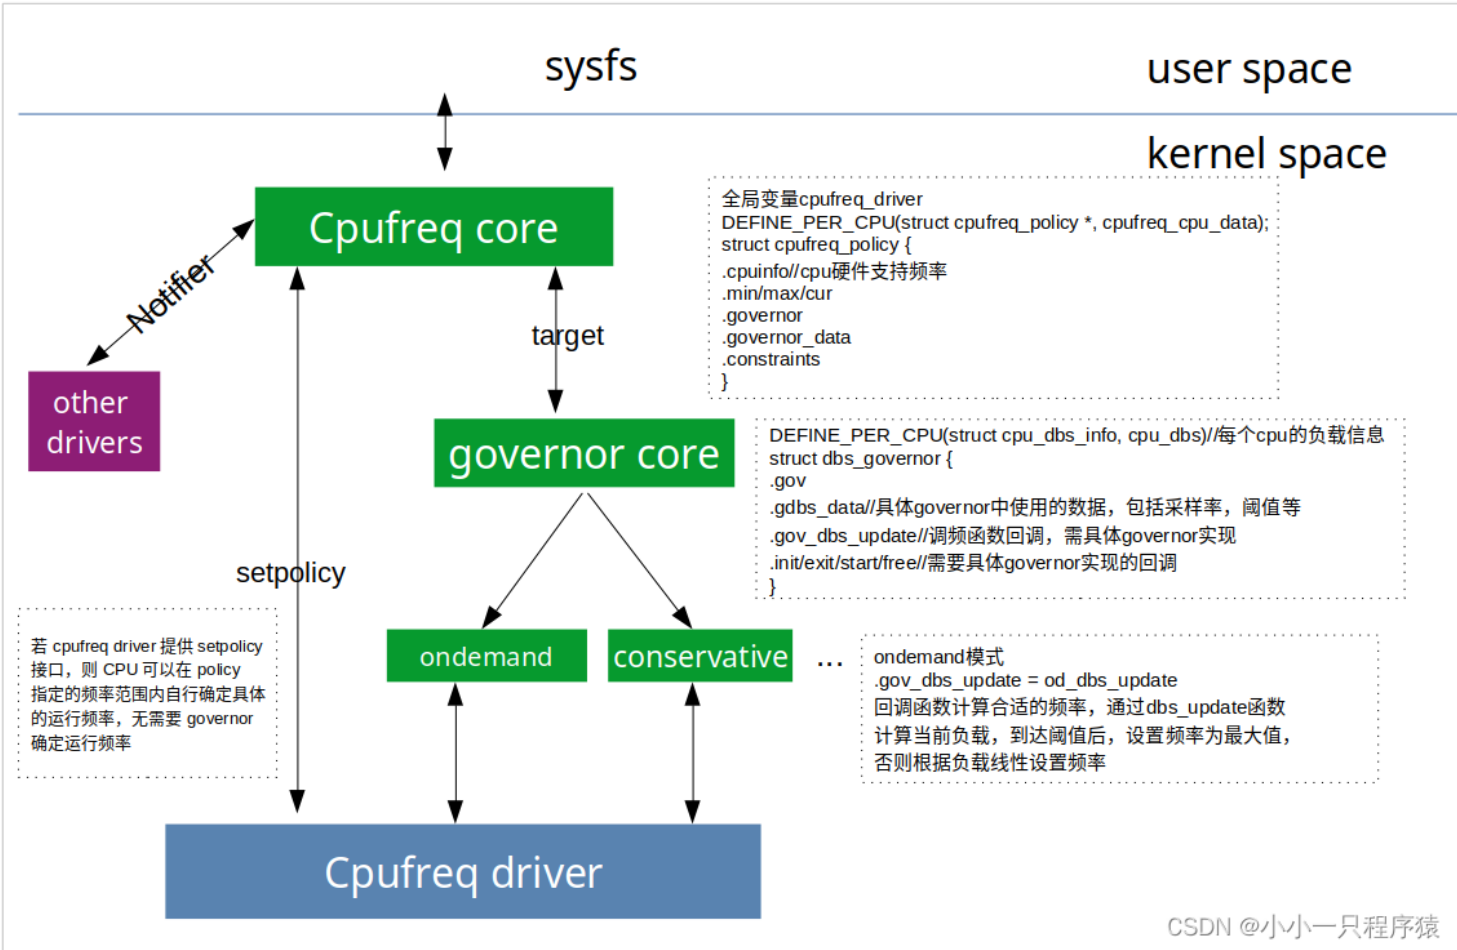 sysfs
user space
kernel space
Cpufreq core
全局变量cpufreq_driver
DEFINE_PER_CPU(struct cpufreq_policy *, cpufreq_cpu_data);
struct cpufreq_policy {
.cpuinfo//cpu硬件支持频率
.min/max/cur
.governor
.governor_data
.constraints
}
Notifier
target
other
drivers
governor core
DEFINE_PER_CPU(struct cpu_dbs_info, cpu_dbs)//每个cpu的负载信息
struct dbs_governor {
.gov
.gdbs_data//具体governor中使用的数据，包括采样率，阈值等
.gov_dbs_update//调频函数回调，需具体governor实现
.init/exit/start/free//需要具体governor实现的回调
}
setpolicy
若 cpufreq driver 提供 setpolicy
接口，则 CPU 可以在 policy
指定的频率范围内自行确定具体
的运行频率，无需要 governor
确定运行频率
ondemand
conservative
...
ondemand模式
.gov_dbs_update = od_dbs_update
回调函数计算合适的频率，通过dbs_update函数
计算当前负载，到达阈值后，设置频率为最大值，
否则根据负载线性设置频率
Cpufreq driver
CSDN @小小一只程序猿